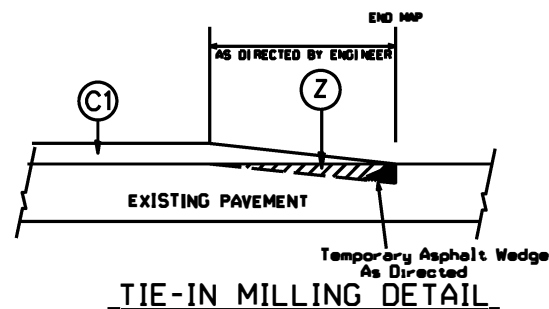 END MAP
AS DIRECTED BY ENGINEER
C1
Z
EXISTING PAVEMENT
Temporary Asphalt Wedge
As Directed
TIE-IN MILLING DETAIL